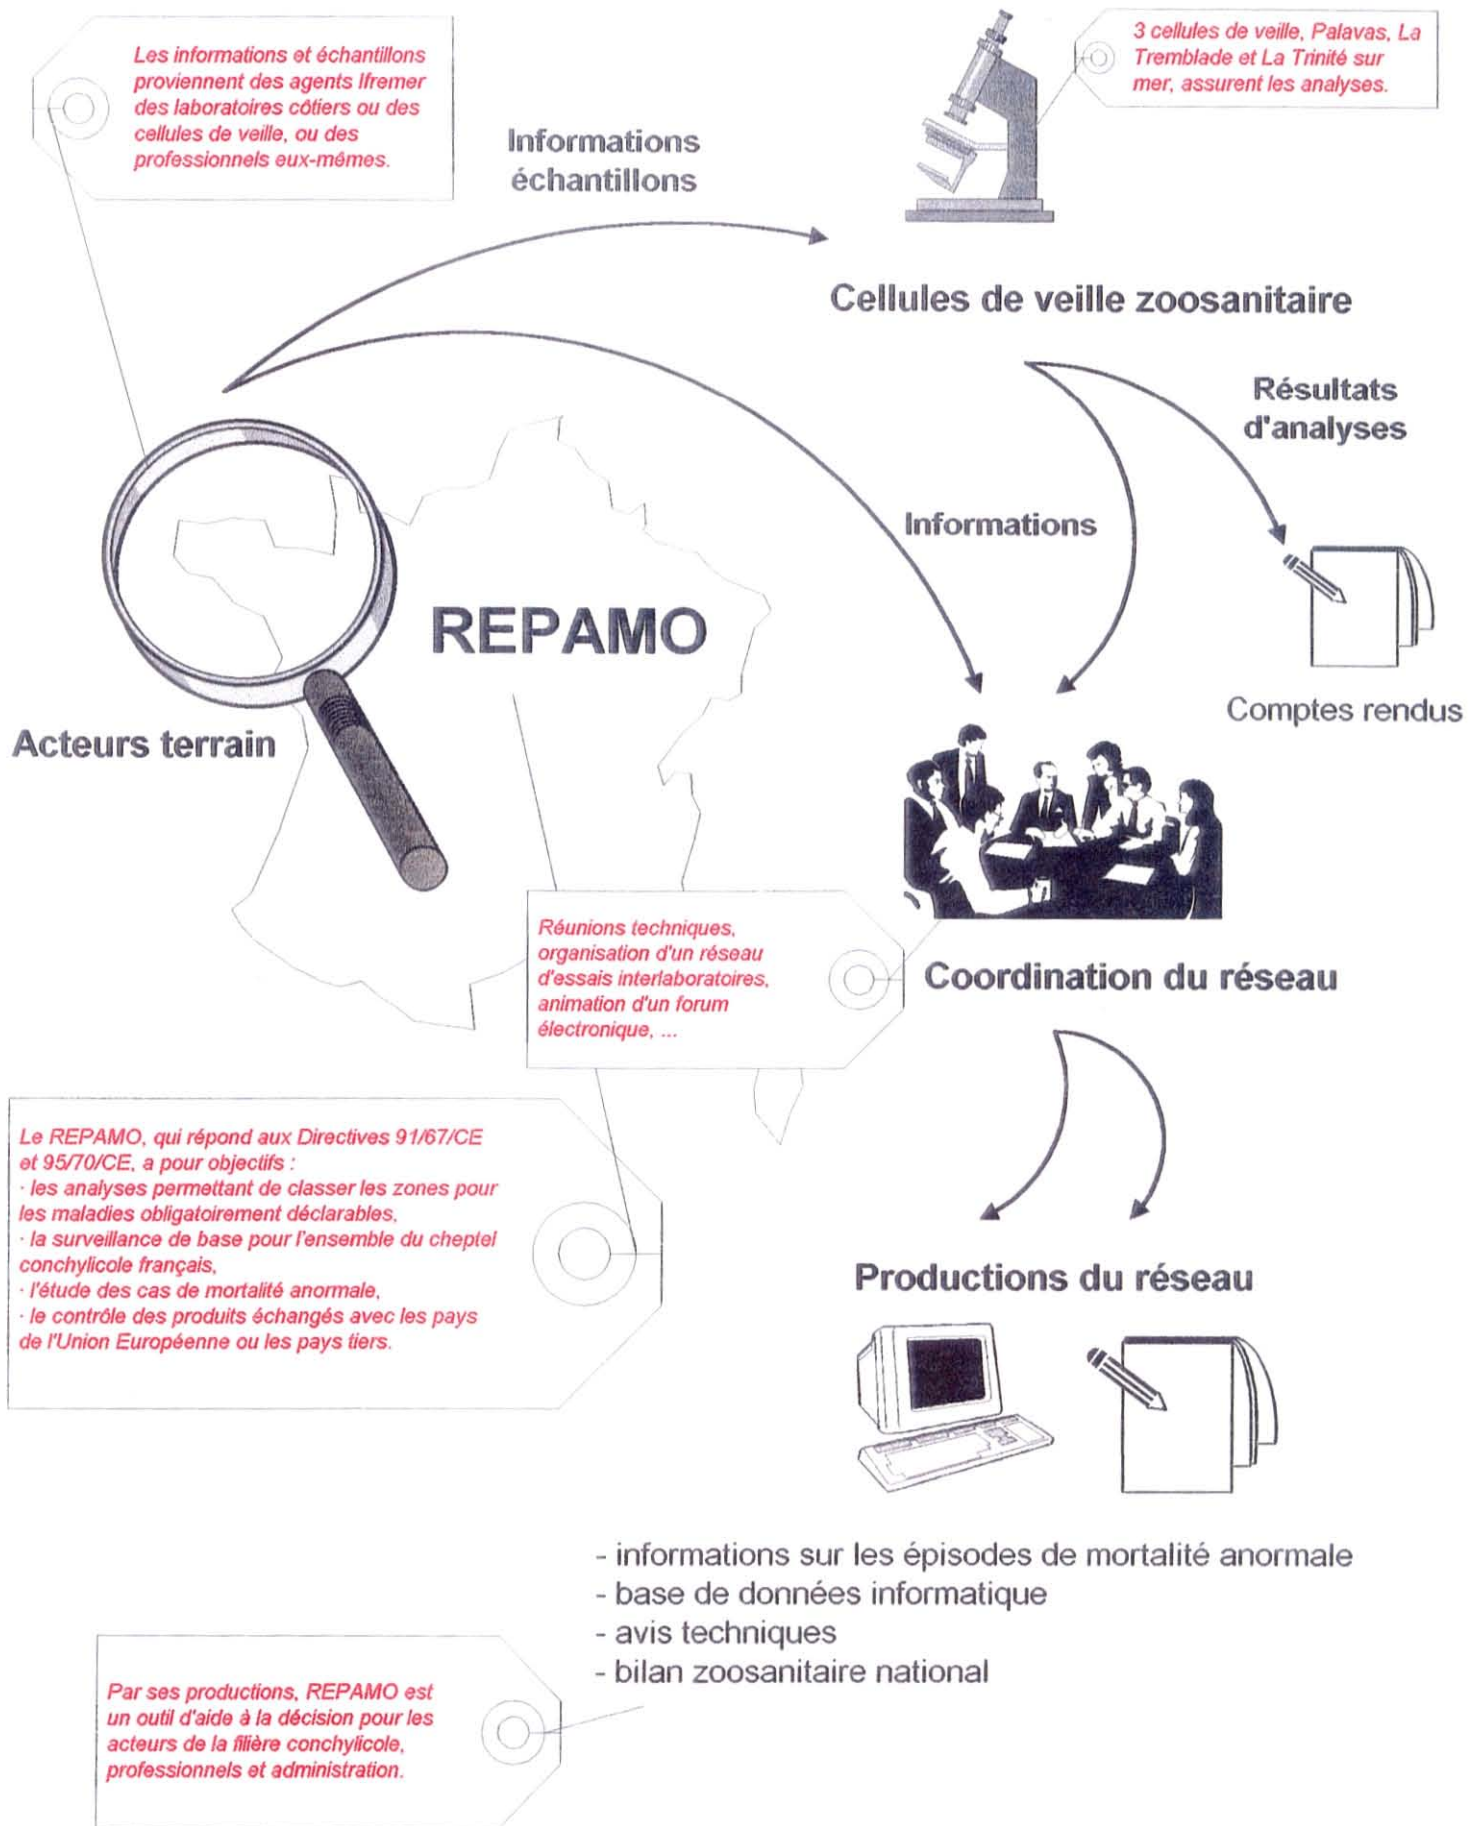 Les informations et échantillons
proviennent des agents Ifremer
des laboratoires côtiers ou des
cellules de veille, ou des
professionnels eux-mêmes.
3 cellules de veille, Palavas, La
Tremblade et La Trinité sur
mer, assurent les analyses.
Informations
échantillons
Cellules de veille zoosanitaire
Résultats
d'analyses
Informations
REPAMO
Comptes rendus
Acteurs terrain
Réunions techniques,
organisation d'un réseau
d'essais interlaboratoires,
animation d'un forum
électronique, ...
Coordination du réseau
Le REPAMO, qui répond aux Directives 91/67/CE
et 95/70/CE, a pour objectifs :
· les analyses permettant de classer les zones pour
les maladies obligatoirement déclarables,
· la surveillance de base pour l'ensemble du cheptel
conchylicole français,
· l'étude des cas de mortalité anormale,
· le contrôle des produits échangés avec les pays
de l'Union Européenne ou les pays tiers.
Productions du réseau
- informations sur les épisodes de mortalité anormale
- base de données informatique
- avis techniques
- bilan zoosanitaire national
Par ses productions, REPAMO est
un outil d'aide à la décision pour les
acteurs de la filière conchylicole,
professionnels et administration.